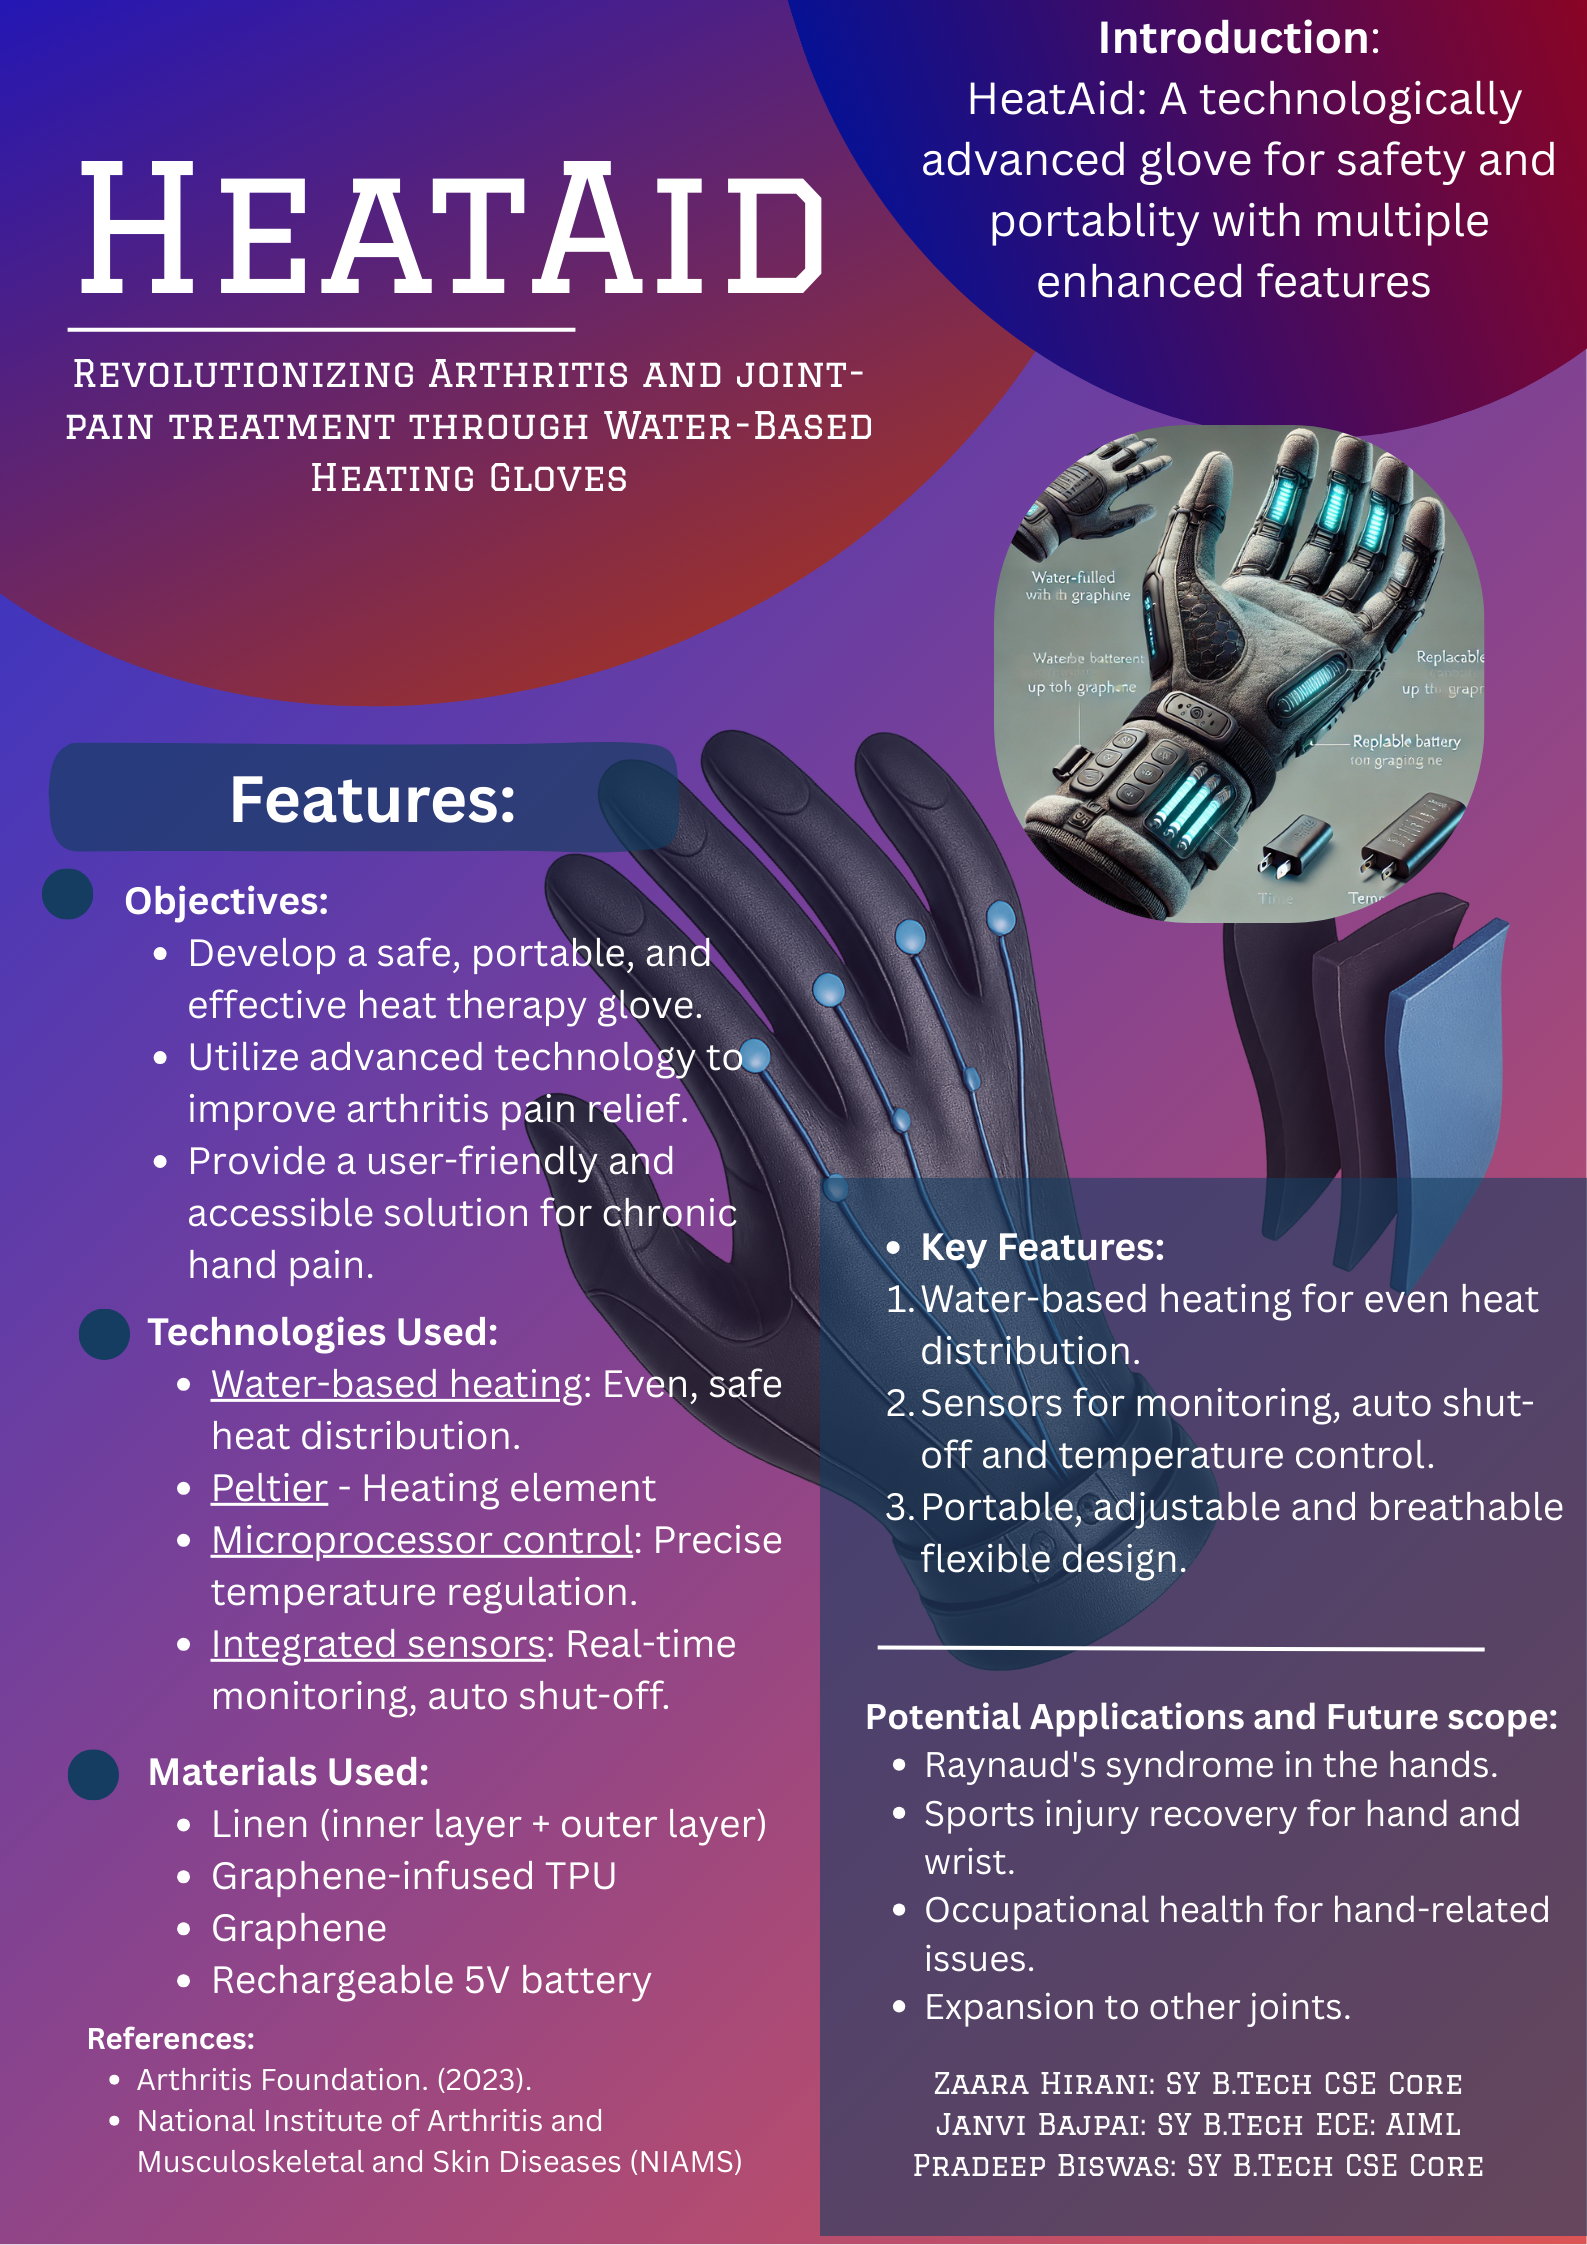 HeatAid
Revolutionizing Arthritis and joint-
pain treatment through Water-Based
Heating Gloves
Introduction:
HeatAid: A technologically
advanced glove for safety and
portablity with multiple
enhanced features
Water-filled
with th graphine
Waterbe batterent
up toh graphene
Replacable
up th
Replable battery
ton graping ne
Time
Features:
Objectives:
• Develop a safe, portable, and
effective heat therapy glove.
• Utilize advanced technology to
improve arthritis pain relief.
• Provide a user-friendly and
accessible solution for chronic
hand pain.
Technologies Used:
• Water-based heating: Even, safe
heat distribution.
• Peltier - Heating element
• Microprocessor control: Precise
temperature regulation.
• Integrated sensors: Real-time
monitoring, auto shut-off.
Materials Used:
• Linen (inner layer + outer layer)
• Graphene-infused TPU
• Graphene
• Rechargeable 5V battery
References:
• Arthritis Foundation. (2023).
• National Institute of Arthritis and
Musculoskeletal and Skin Diseases (NIAMS)
• Key Features:
1. Water-based heating for even heat
distribution.
2. Sensors for monitoring, auto shut-
off and temperature control.
3. Portable, adjustable and breathable
flexible design.
Potential Applications and Future scope:
• Raynaud's syndrome in the hands.
• Sports injury recovery for hand and
wrist.
• Occupational health for hand-related
issues.
• Expansion to other joints.
Zaara Hirani: SY B.Tech CSE Core
Janvi Bajpai: SY B.Tech ECE: AIML
Pradeep Biswas: SY B.Tech CSE Core